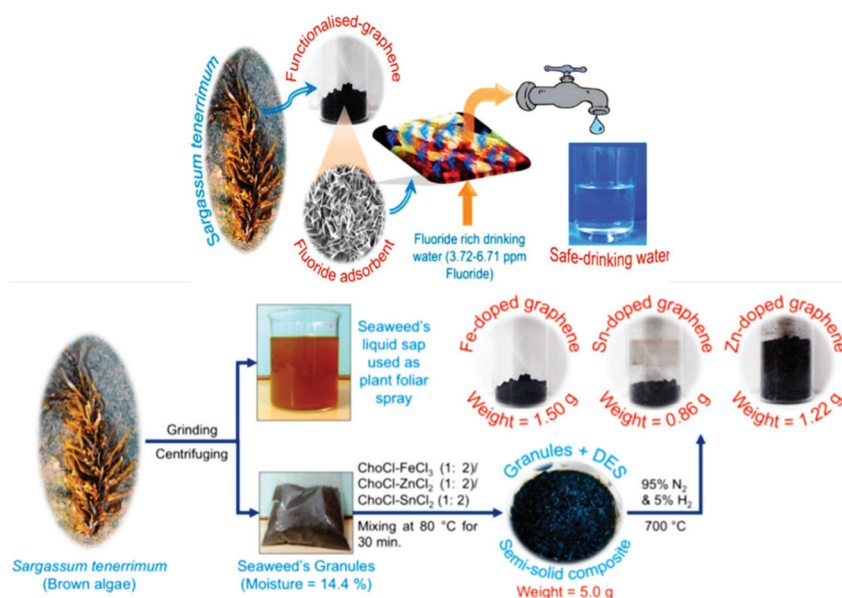 Sargassum tenerrimum
Functionalised-graphene
Fluoride adsorbent
Fluoride rich drinking
water (3.72-6.71 ppm
Fluoride)
Safe-drinking water
Seaweed's
liquid sap
used as
plant foliar
spray
Fe-doped graphene
Weight = 1.50 g
Sn-doped graphene
Weight = 0.86 g
Zn-doped graphene
Weight = 1.22 g
Grinding
Centrifuging
ChoCl-FeCl₃ (1: 2)/
ChoCl-ZnCl₂ (1: 2)/
ChoCl-SnCl₂ (1: 2)
Mixing at 80 °C for
30 min.
Granules + DES
Semi-solid composite
Weight = 5.0 g
95% N₂
& 5% H₂
700 °C
Sargassum tenerrimum
(Brown algae)
Seaweed's Granules
(Moisture = 14.4 %)